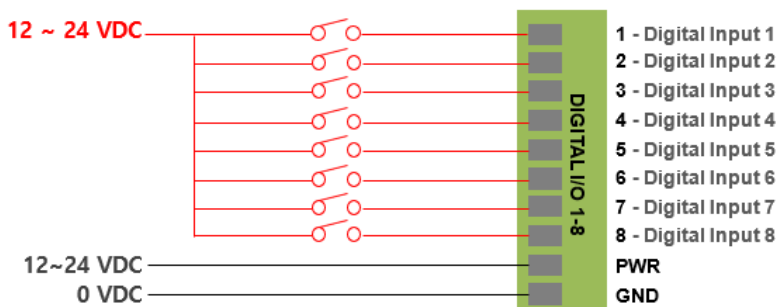 12 ~ 24 VDC
1 - Digital Input 1
2 - Digital Input 2
3 - Digital Input 3
4 - Digital Input 4
5 - Digital Input 5
6 - Digital Input 6
7 - Digital Input 7
8 - Digital Input 8
DIGITAL I/O 1-8
12~24 VDC
PWR
0 VDC
GND